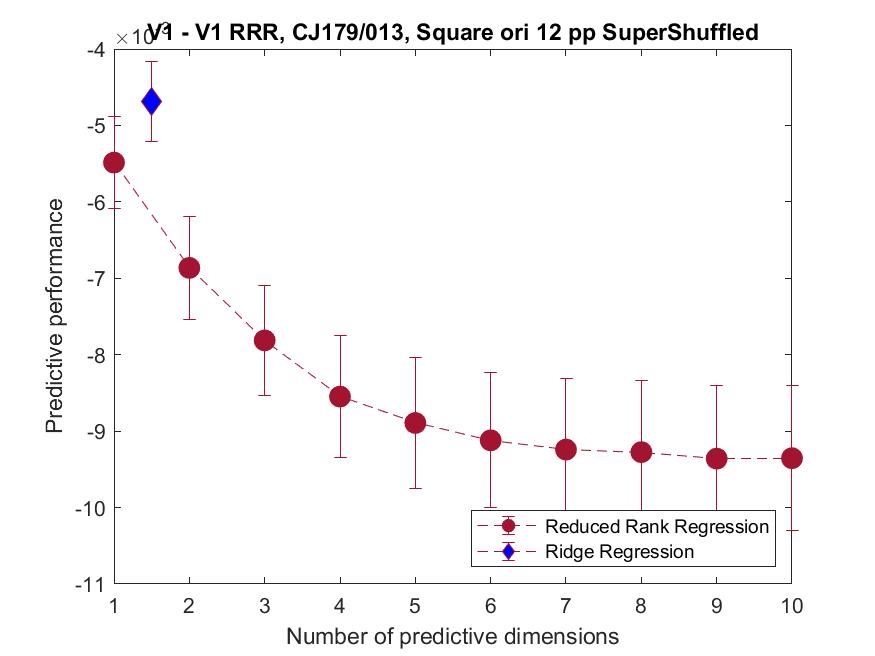 ×10⁻³
V1 - V1 RRR, CJ179/013, Square ori 12 pp SuperShuffled
-4
-5
-6
-7
-8
-9
-10
-11
Predictive performance
Reduced Rank Regression
Ridge Regression
1 2 3 4 5 6 7 8 9 10
Number of predictive dimensions